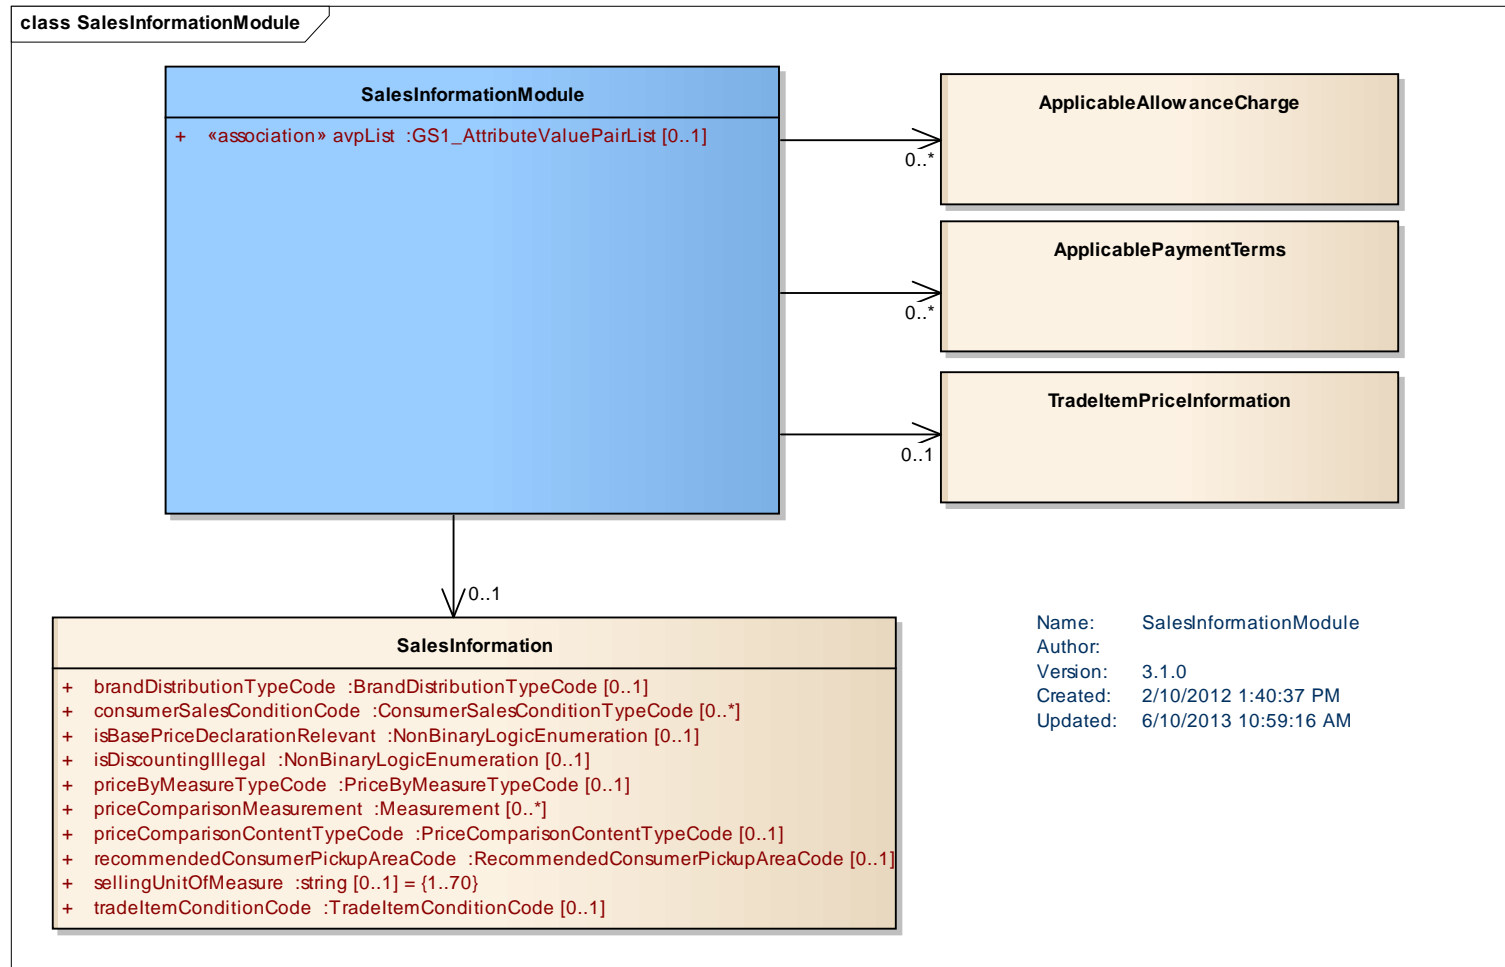 class SalesInformationModule
SalesInformationModule
+ «association» avpList :GS1_AttributeValuePairList [0..1]
ApplicableAllowanceCharge
0..*
ApplicablePaymentTerms
0..*
TradeItemPriceInformation
0..1
0..1
SalesInformation
+ brandDistributionTypeCode :BrandDistributionTypeCode [0..1]
+ consumerSalesConditionCode :ConsumerSalesConditionTypeCode [0..*]
+ isBasePriceDeclarationRelevant :NonBinaryLogicEnumeration [0..1]
+ isDiscountingIllegal :NonBinaryLogicEnumeration [0..1]
+ priceByMeasureTypeCode :PriceByMeasureTypeCode [0..1]
+ priceComparisonMeasurement :Measurement [0..*]
+ priceComparisonContentTypeCode :PriceComparisonContentTypeCode [0..1]
+ recommendedConsumerPickupAreaCode :RecommendedConsumerPickupAreaCode [0..1]
+ sellingUnitOfMeasure :string [0..1] = {1..70}
+ tradeItemConditionCode :TradeItemConditionCode [0..1]
Name: SalesInformationModule
Author:
Version: 3.1.0
Created: 2/10/2012 1:40:37 PM
Updated: 6/10/2013 10:59:16 AM